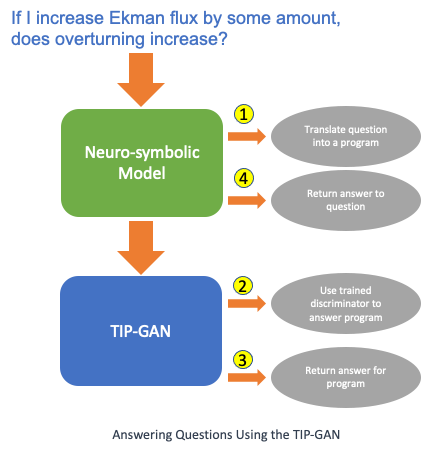 If I increase Ekman flux by some amount,
does overturning increase?
1
Translate question
into a program
Neuro-symbolic
Model
4
Return answer to
question
2
Use trained
discriminator to
answer program
TIP-GAN
3
Return answer for
program
Answering Questions Using the TIP-GAN